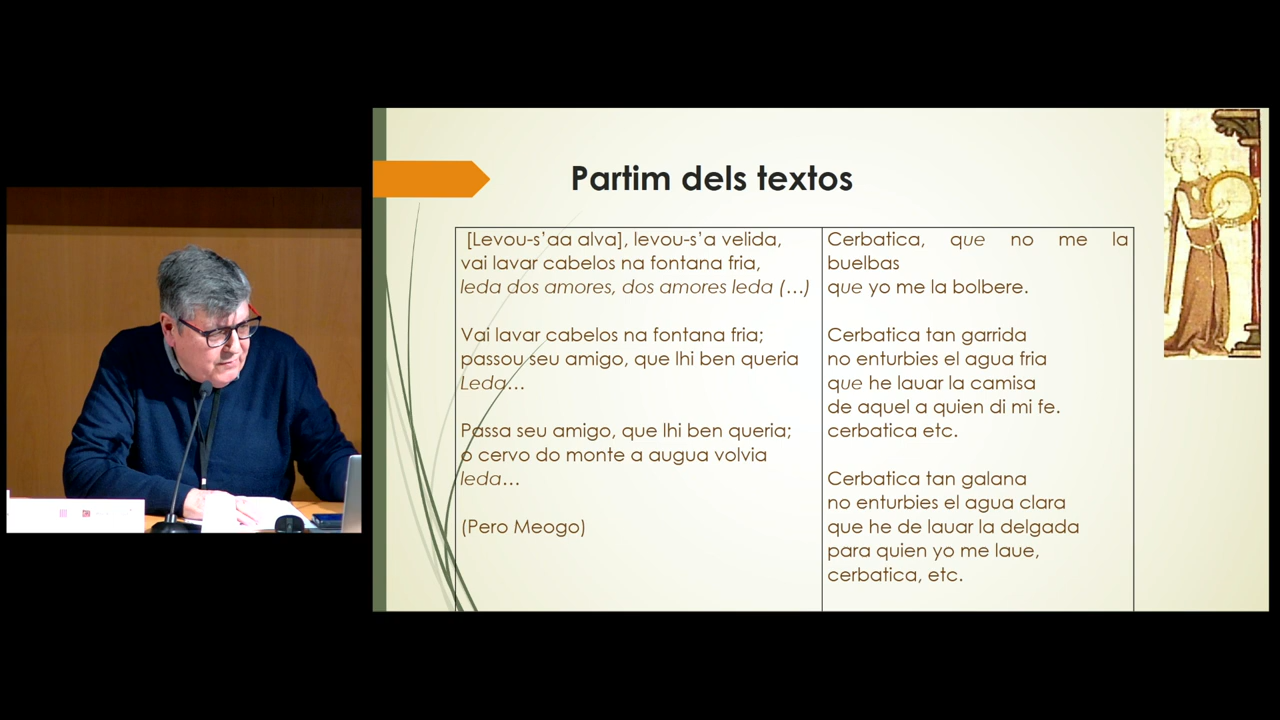 Partim dels textos
[Levou-s’aa alva], levou-s’a velida,
vai lavar cabelos na fontana fria,
leda dos amores, dos amores leda (…)
Vai lavar cabelos na fontana fria;
passou seu amigo, que lhi ben queria
Leda…
Passa seu amigo, que lhi ben queria;
o cervo do monte a augua volvia
leda…
(Pero Meogo)
Cerbatica, que no me la
buelbas
que yo me la bolbere.
Cerbatica tan garrida
no enturbies el agua fria
que he lauar la camisa
de aquel a quien di mi fe.
cerbatica etc.
Cerbatica tan galana
no enturbies el agua clara
que he de lauar la delgada
para quien yo me laue,
cerbatica, etc.